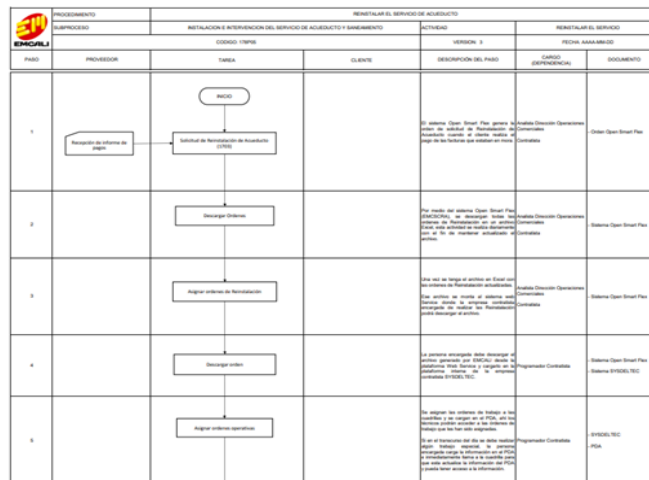 PROCEDIMIENTO
REINSTALAR EL SERVICIO DE ACUEDUCTO
SUBPROCESO
INSTALACION E INTERVENCION DEL SERVICIO DE ACUEDUCTO Y SANEAMIENTO
ACTIVIDAD
REINSTALAR EL SERVICIO
EMCALI
VERSION: 3
FECHA: AAAA-MM-DD
PASO
PROVEEDOR
TAREA
CLIENTE
DESCRIPCIÓN DEL PASO
CARGO
(DEPENDENCIA)
DOCUMENTO
1
Recepción de informe de
pagos
INICIO
Solicitud de Reinstalación de Acueducto
El sistema Open Smart Flex genera la
orden de solicitud de Reinstalación de
Acueducto cuando el cliente realiza el
pago de las facturas que estaban en mora.
Analista Dirección Operaciones
Comerciales
Contratista
- Orden Open Smart Flex
2
Descargar Ordenes
Por medio del sistema Open Smart Flex
se descargan todas las
ordenes de Reinstalación en un archivo
Excel, esta actividad se realiza diariamente
con el fin de mantener actualizado el
archivo.
Analista Dirección Operaciones
Comerciales
Contratista
- Sistema Open Smart Flex
3
Asignar ordenes de Reinstalación
Una vez se tenga el archivo en Excel con
las ordenes de Reinstalación actualizadas.
Ese archivo se monta al sistema web
Service donde la empresa contratista
encargada de realizar las Reinstalación
podrá descargar el archivo.
Analista Dirección Operaciones
Comerciales
Contratista
- Sistema Open Smart Flex
4
Descargar orden
La persona encargada debe descargar el
archivo generado por EMCALI desde la
plataforma Web Service y cargarlo en la
plataforma interna de la empresa
contratista SYSDELTEC.
Programador Contratista
- Sistema Open Smart Flex
- Sistema SYSDELTEC
5
Asignar ordenes operativas
Se asignan las ordenes de trabajo a las
cuadrillas y se cargan en el PDA, ahí los
técnicos podrán acceder a las ordenes de
trabajo que les han sido asignadas.
Si en el transcurso del día se debe realizar
algún trabajo especial, la persona
encargada carga la información en el PDA
e inmediatamente llama a la cuadrilla para
que este actualice la información del PDA
y pueda tener acceso a la información.
Programador Contratista
- SYSDELTEC
- PDA